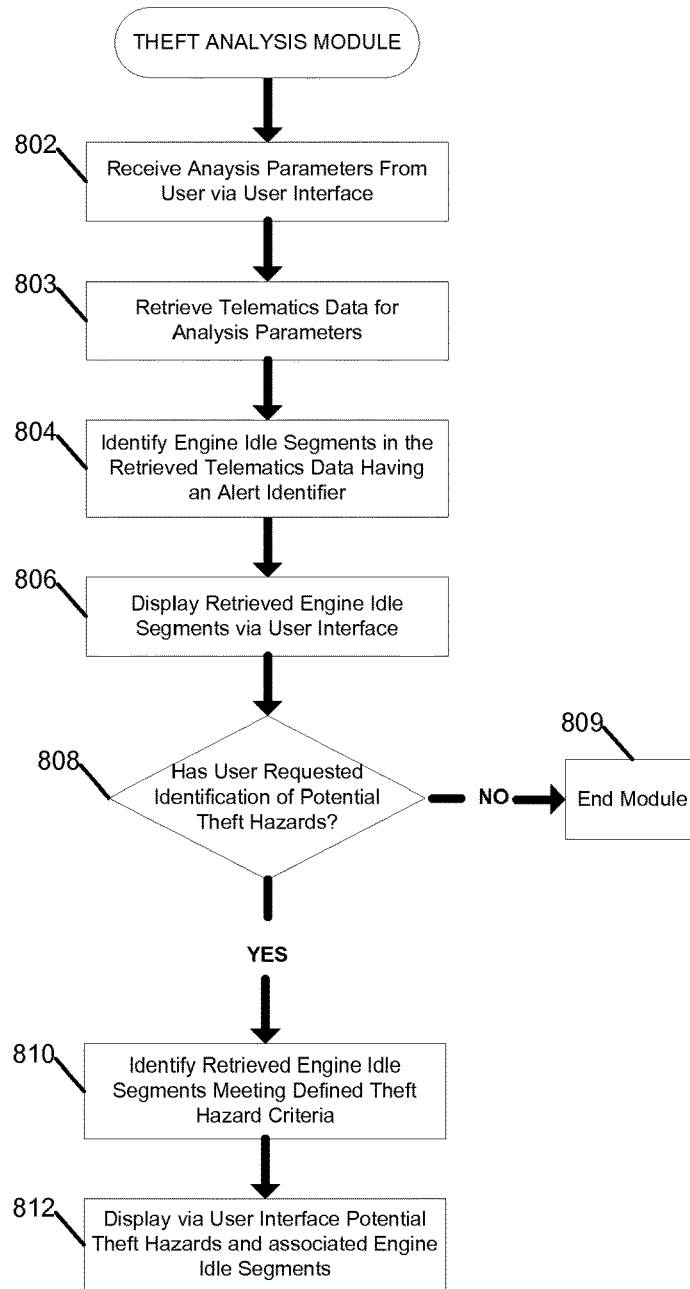 THEFT ANALYSIS MODULE
802
Receive Anaysis Parameters From
User via User Interface
803
Retrieve Telematics Data for
Analysis Parameters
804
Identify Engine Idle Segments in the
Retrieved Telematics Data Having
an Alert Identifier
806
Display Retrieved Engine Idle
Segments via User Interface
808
Has User Requested
Identification of Potential
Theft Hazards?
NO
809
End Module
YES
810
Identify Retrieved Engine Idle
Segments Meeting Defined Theft
Hazard Criteria
812
Display via User Interface Potential
Theft Hazards and associated Engine
Idle Segments